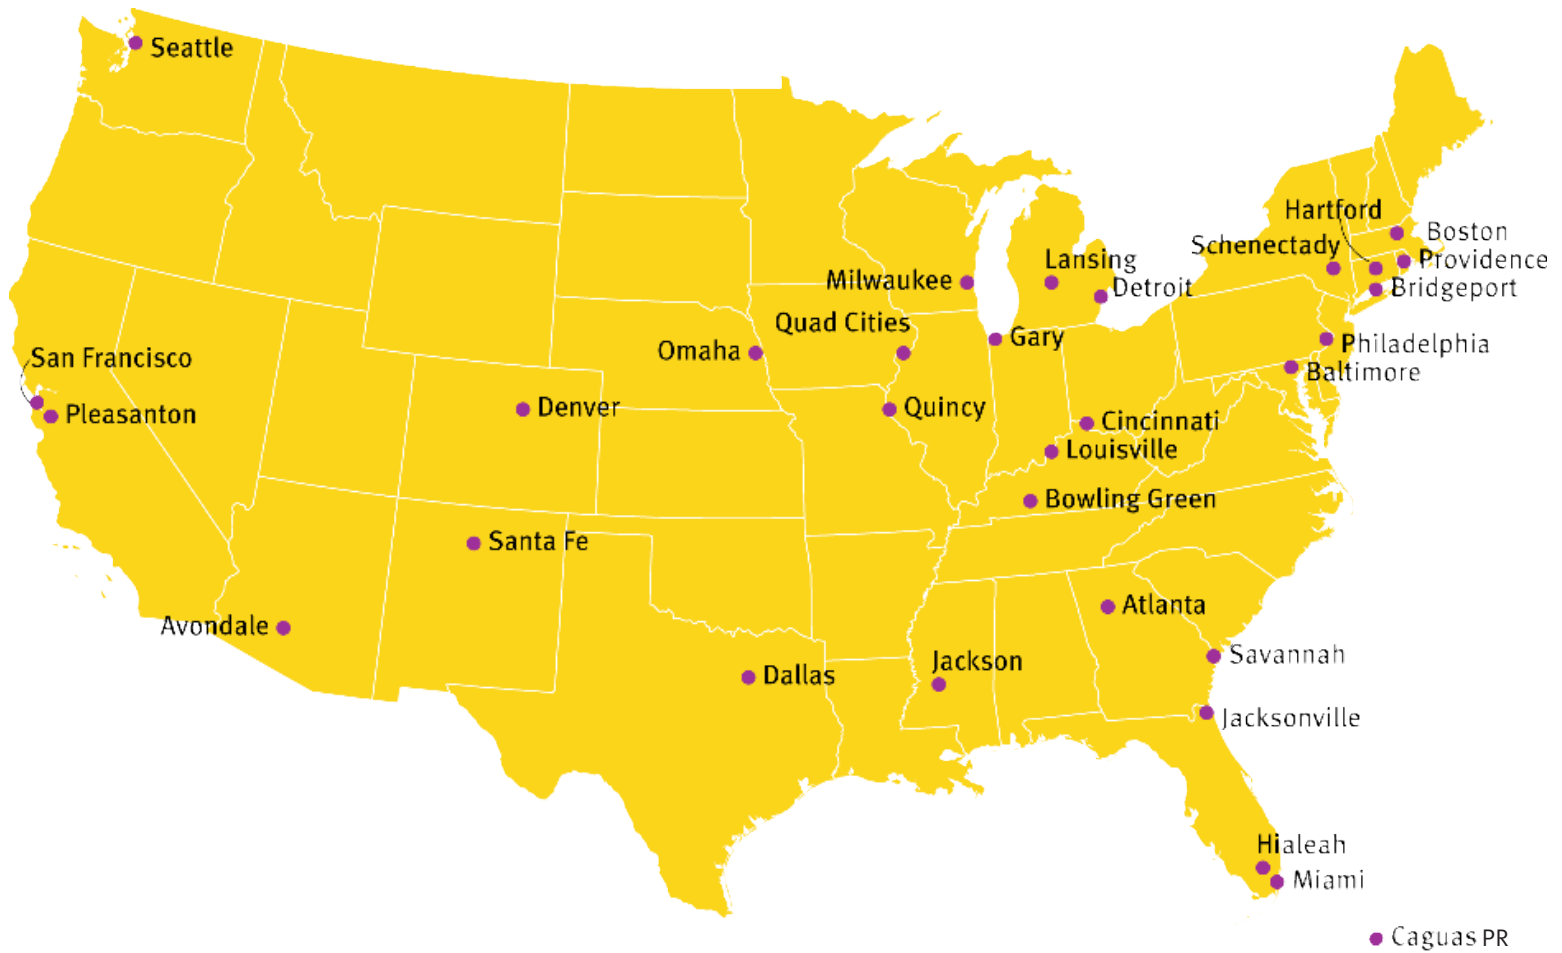 Seattle
Hartford
Boston
Schenectady
Providence
Lansing
Milwaukee
Detroit
Bridgeport
Quad Cities
Gary
Philadelphia
Omaha
San Francisco
Baltimore
Denver
Quincy
Pleasanton
Cincinnati
Louisville
Bowling Green
Santa Fe
Atlanta
Avondale
Savannah
Jackson
Dallas
Jacksonville
Hialeah
Miami
Caguas PR